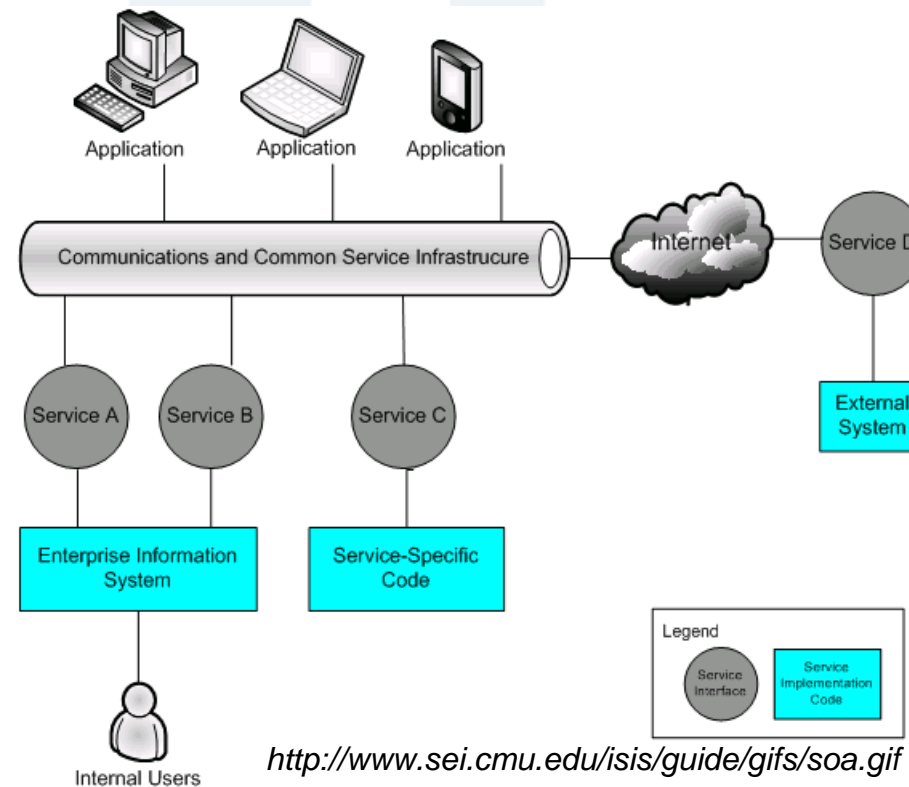 Application
Application
Application
Communications and Common Service Infrastrucure
Internet
Service D
Service A
Service B
Service C
External
System
Enterprise Information
System
Service-Specific
Code
Legend
Service
Interface
Service
Implementation
Code
Internal Users
http://www.sei.cmu.edu/isis/guide/gifs/soa.gif